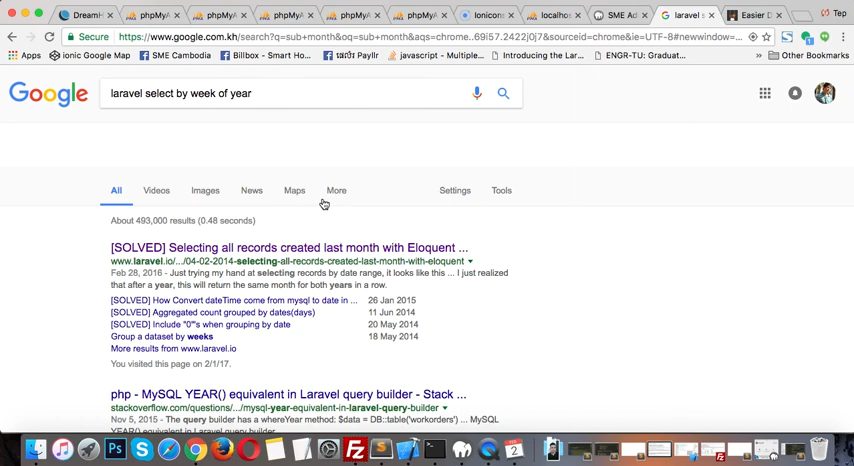 DreamH phpMyA phpMyA phpMyA phpMyA phpMyA Ionicons localhos SME Ad laravel s Easier D Tep
Secure https://www.google.com.kh/search?q=sub+month&oq=sub+month&aqs=chrome..69i57.2422j0j7&sourceid=chrome&ie=UTF-8#newwindow=...
Apps ionic Google Map SME Cambodia Billbox - Smart Ho... javascript - Multiple... Introducing the Lar... ENGR-TU: Graduat... Other Bookmarks
Google laravel select by week of year
All Videos Images News Maps More Settings Tools
About 493,000 results (0.48 seconds)
[SOLVED] Selecting all records created last month with Eloquent ...
www.laravel.io/.../04-02-2014-selecting-all-records-created-last-month-with-eloquent
Feb 28, 2016 - Just trying my hand at selecting records by date range, it looks like this ... I just realized
that after a year, this will return the same month for both years in a row.
[SOLVED] How Convert dateTime come from mysql to date in ... 26 Jan 2015
[SOLVED] Aggregated count grouped by dates(days) 11 Jun 2014
[SOLVED] Include "0"'s when grouping by date 20 May 2014
Group a dataset by weeks 18 May 2014
More results from www.laravel.io
You visited this page on 2/1/17.
php - MySQL YEAR() equivalent in Laravel query builder - Stack ...
stackoverflow.com/questions/.../mysql-year-equivalent-in-laravel-query-builder
Nov 5, 2015 - The query builder has a whereYear method: $data = DB::table('workorders') ... MySQL